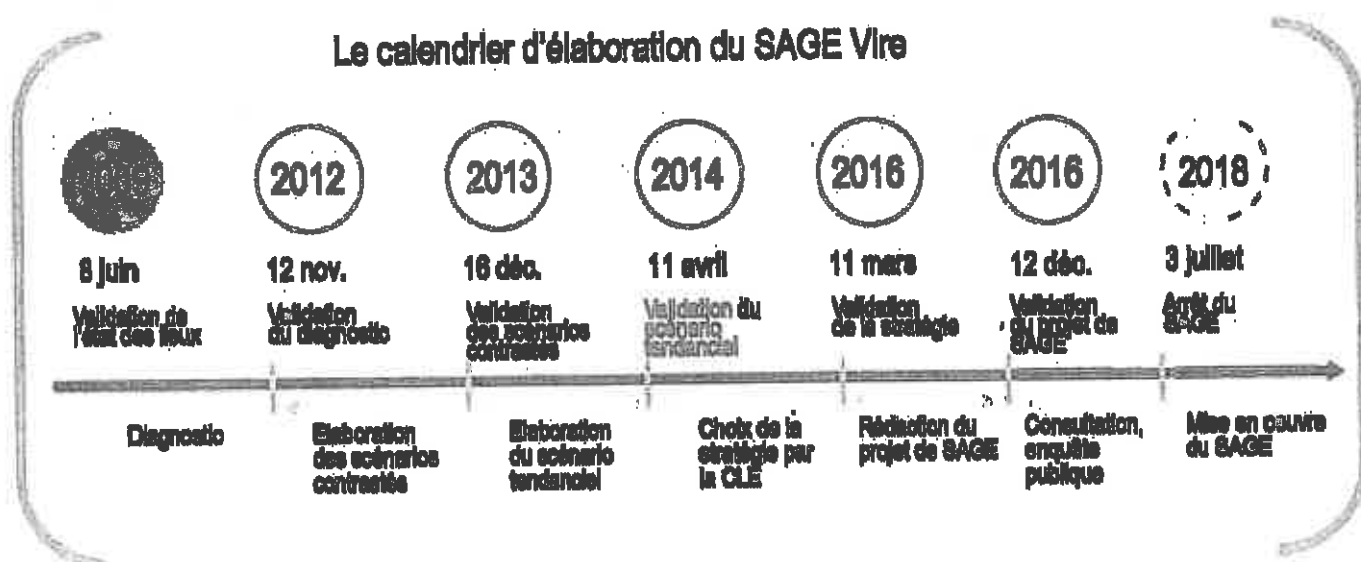 Le calendrier d'élaboration du SAGE Vire
2012
2013
2014
2016
2016
2018
8 juin
12 nov.
16 déc.
11 avril
11 mars
12 déc.
3 juillet
Validation de
l'état des lieux
Validation
du diagnostic
Validation
des scénarios
contrastés
Validation du
scénario
tendanciel
Validation
de la stratégie
Validation
du projet de
SAGE
Arrêt du
SAGE
Diagnostic
Elaboration
des scénarios
contrastés
Elaboration
du scénario
tendanciel
Choix de la
stratégie par
la CLE
Rédaction du
projet de SAGE
Consultation,
enquête
publique
Mise en oeuvre
du SAGE